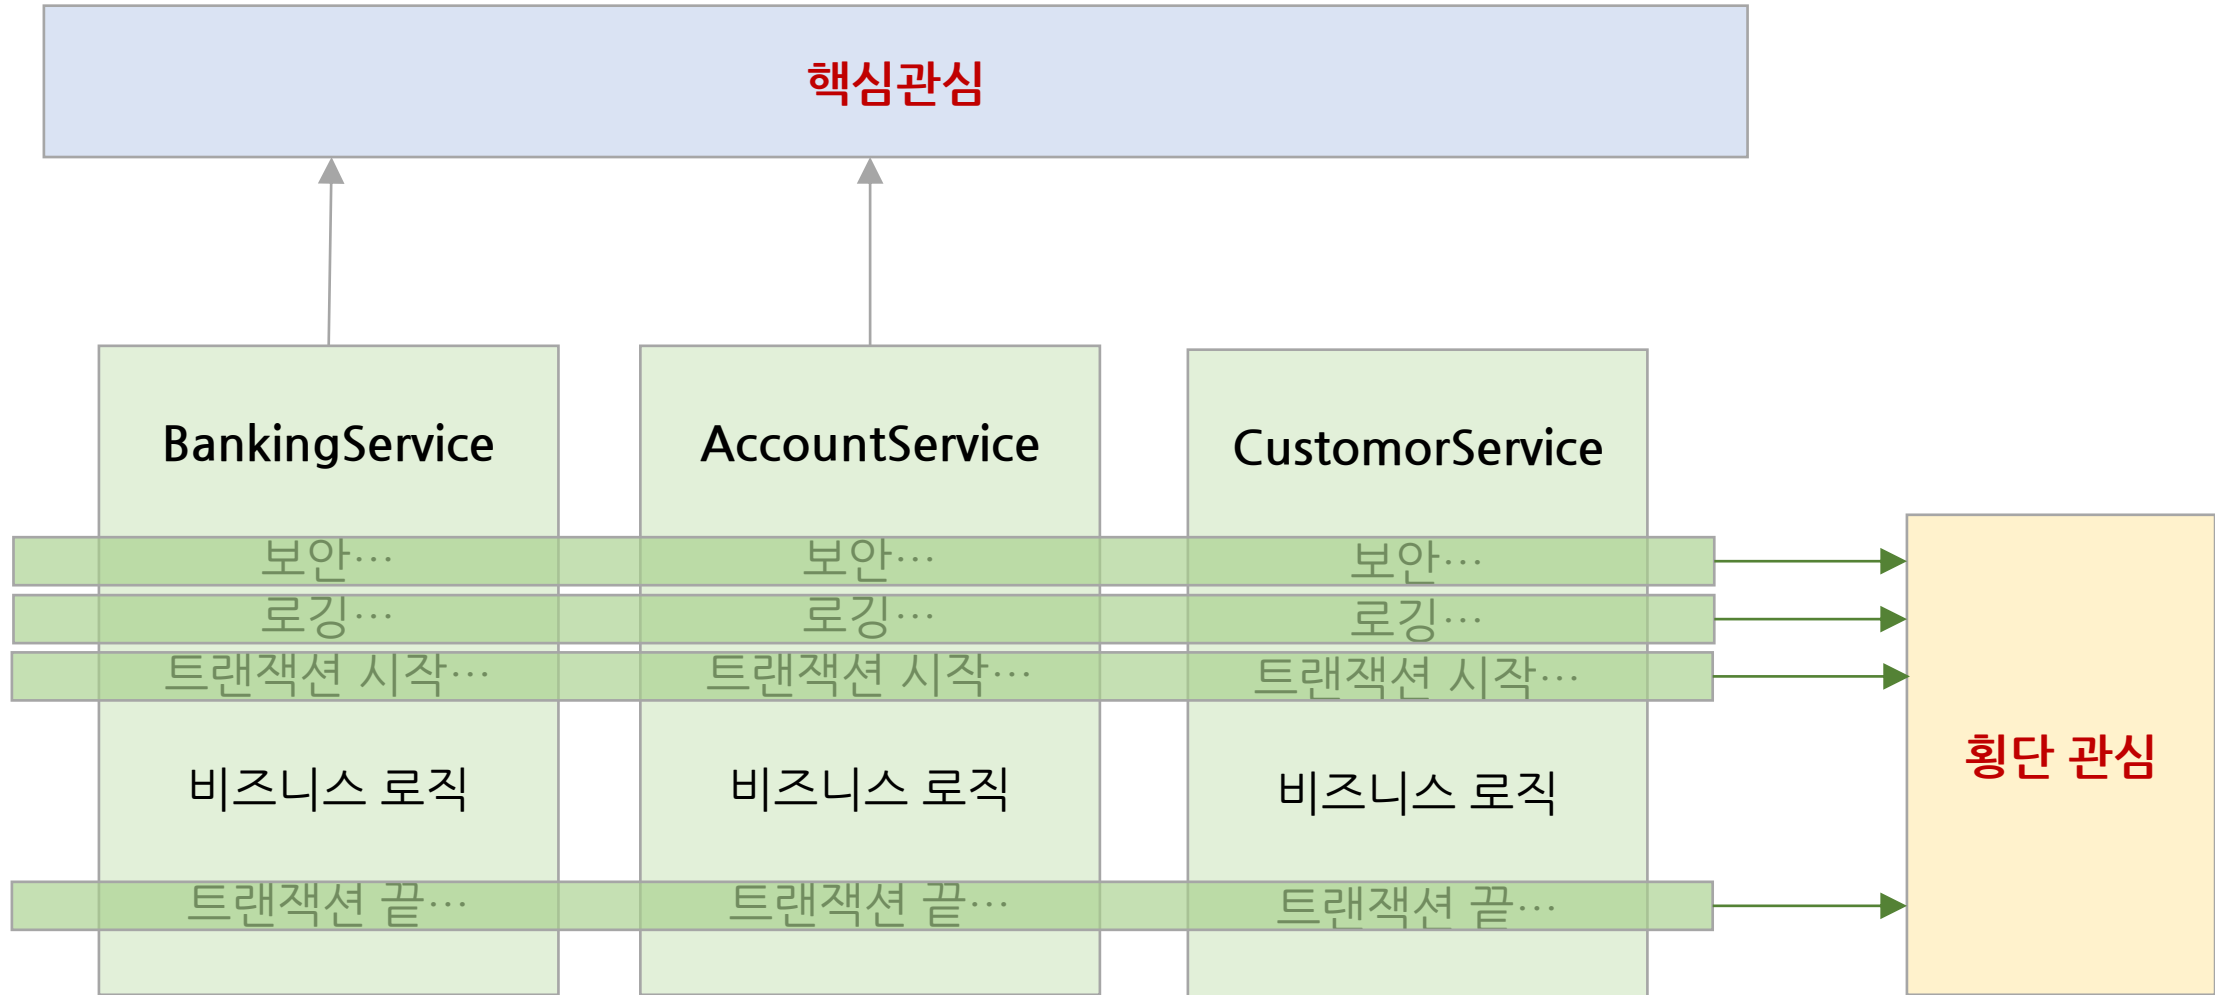 핵심관심
BankingService
보안…
로깅…
트랜잭션 시작…
비즈니스 로직
트랜잭션 끝…
AccountService
보안…
로깅…
트랜잭션 시작…
비즈니스 로직
트랜잭션 끝…
CustomorService
보안…
로깅…
트랜잭션 시작…
비즈니스 로직
트랜잭션 끝…
횡단 관심